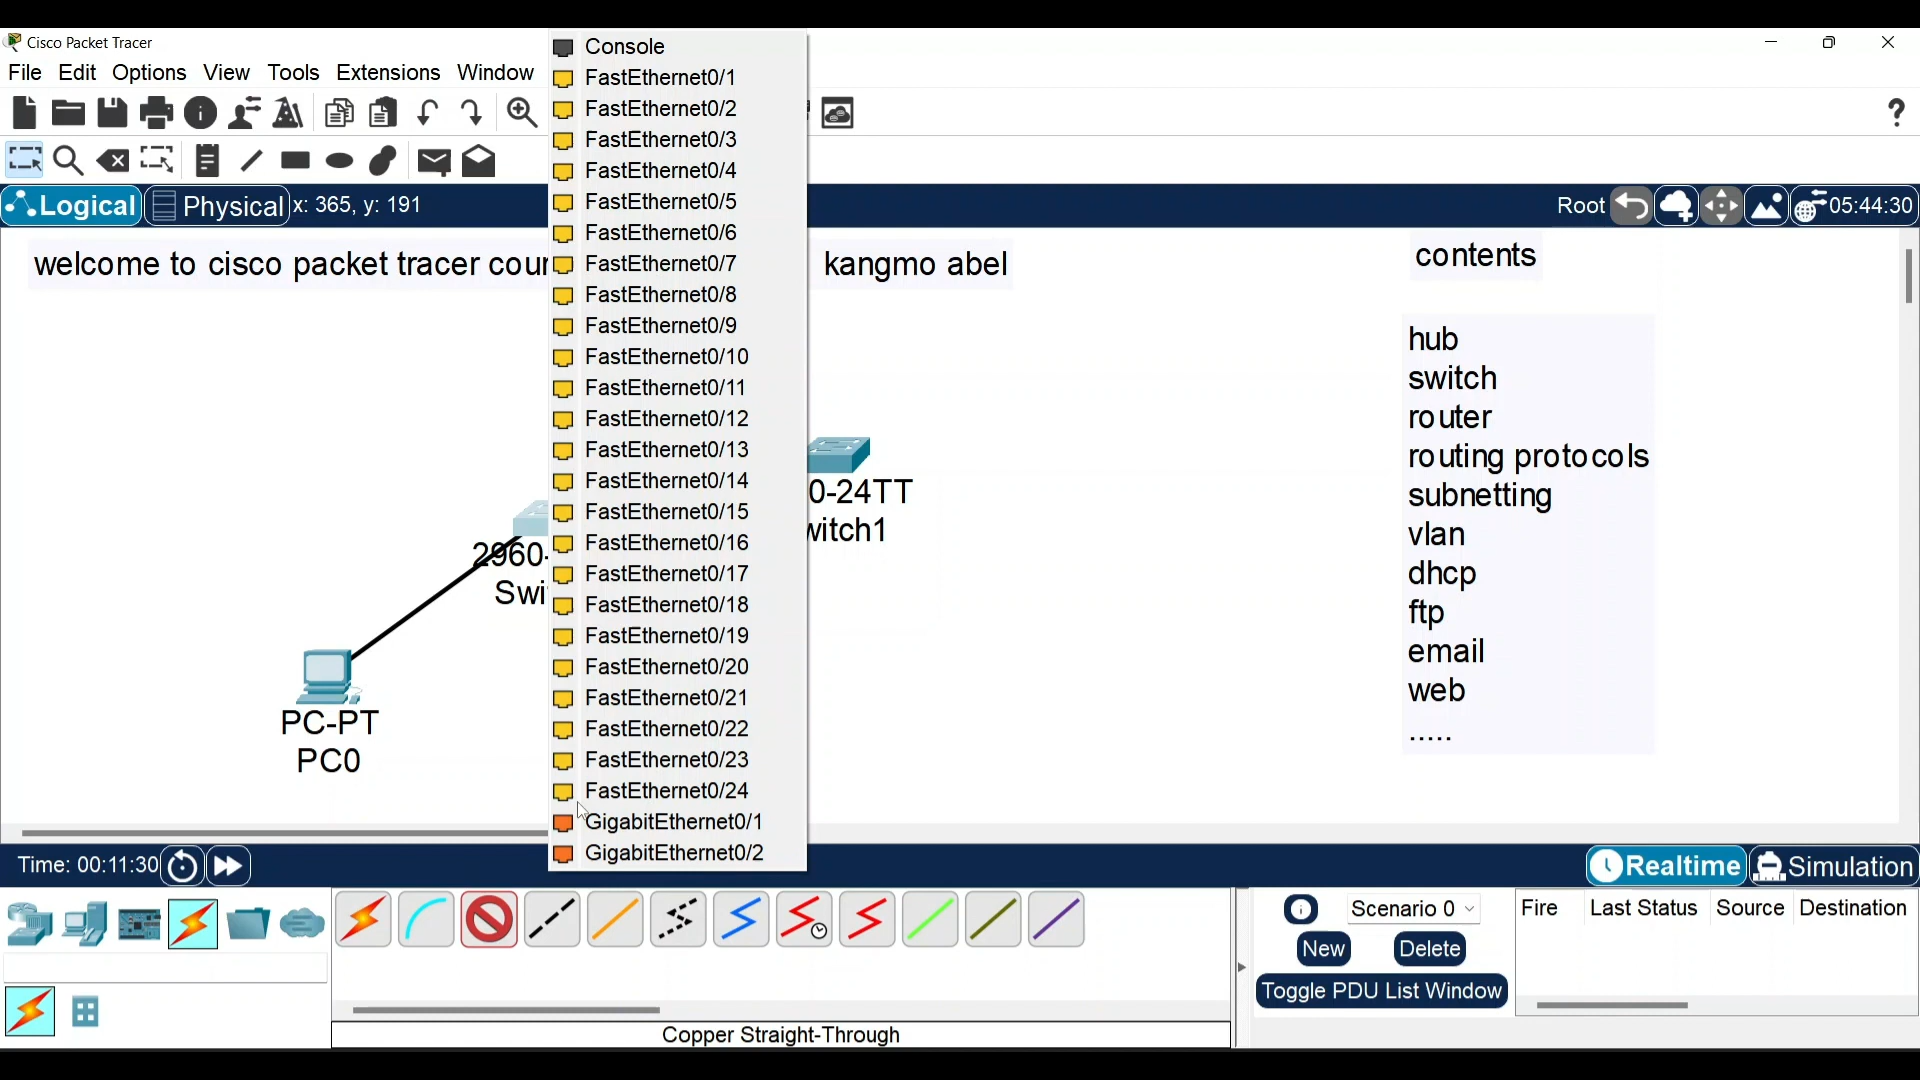 Cisco Packet Tracer
File Edit Options View Tools Extensions Window
Logical Physical x: 365, y: 191
Root 05:44:30
welcome to cisco packet tracer cour
kangmo abel
Console
FastEthernet0/1
FastEthernet0/2
FastEthernet0/3
FastEthernet0/4
FastEthernet0/5
FastEthernet0/6
FastEthernet0/7
FastEthernet0/8
FastEthernet0/9
FastEthernet0/10
FastEthernet0/11
FastEthernet0/12
FastEthernet0/13
FastEthernet0/14
FastEthernet0/15
FastEthernet0/16
FastEthernet0/17
FastEthernet0/18
FastEthernet0/19
FastEthernet0/20
FastEthernet0/21
FastEthernet0/22
FastEthernet0/23
FastEthernet0/24
GigabitEthernet0/1
GigabitEthernet0/2
2960-
Swi
0-24TT
witch1
PC-PT
PC0
contents
hub
switch
router
routing protocols
subnetting
vlan
dhcp
ftp
email
web
.....
Time: 00:11:30
Realtime Simulation
Scenario 0
New Delete
Toggle PDU List Window
Fire Last Status Source Destination
Copper Straight-Through